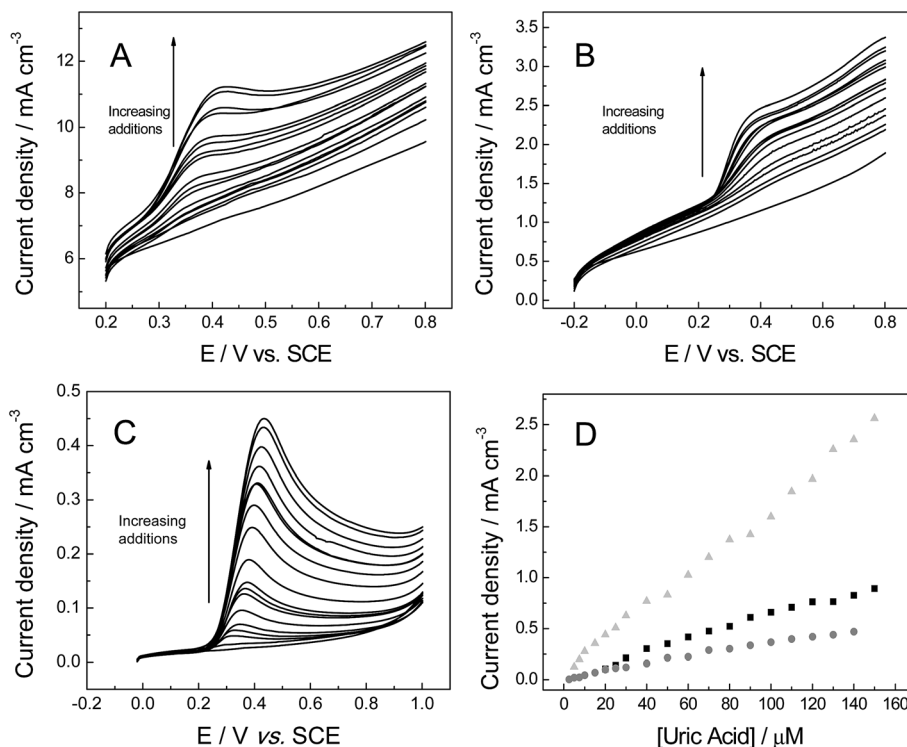 A
Increasing
additions
Current density / mA cm-3
12
10
8
6
0.2 0.3 0.4 0.5 0.6 0.7 0.8
E / V vs. SCE
B
Increasing
additions
Current density / mA cm-3
3.5
3.0
2.5
2.0
1.5
1.0
0.5
0.0
-0.2 0.0 0.2 0.4 0.6 0.8
E / V vs. SCE
C
Increasing
additions
Current density / mA cm-3
0.5
0.4
0.3
0.2
0.1
0.0
-0.2 0.0 0.2 0.4 0.6 0.8 1.0
E / V vs. SCE
D
Current density / mA cm-3
2.5
2.0
1.5
1.0
0.5
0.0
0 20 40 60 80 100 120 140 160
[Uric Acid] / µM